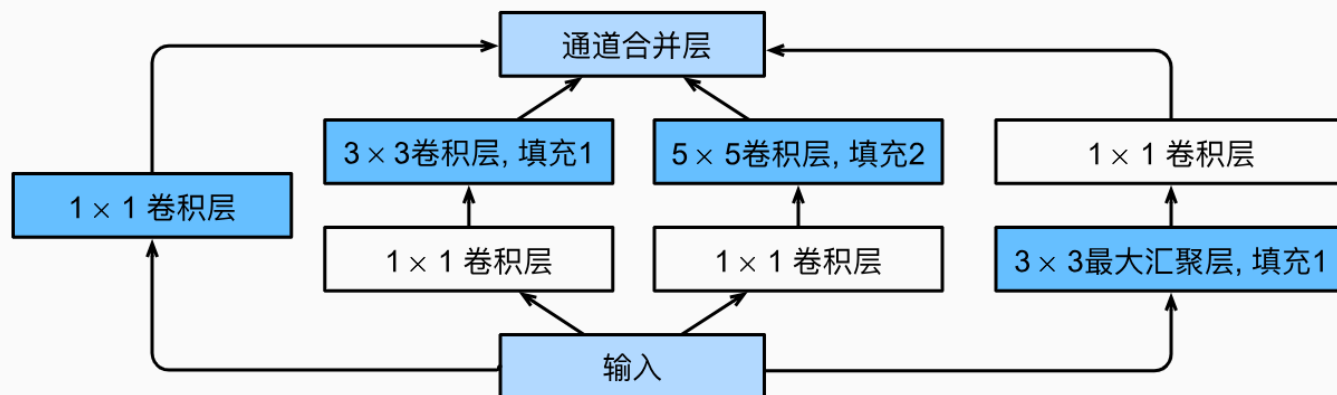 通道合并层
3 × 3卷积层, 填充1
5 × 5卷积层, 填充2
1 × 1 卷积层
1 × 1 卷积层
1 × 1 卷积层
1 × 1 卷积层
3 × 3最大汇聚层, 填充1
输入